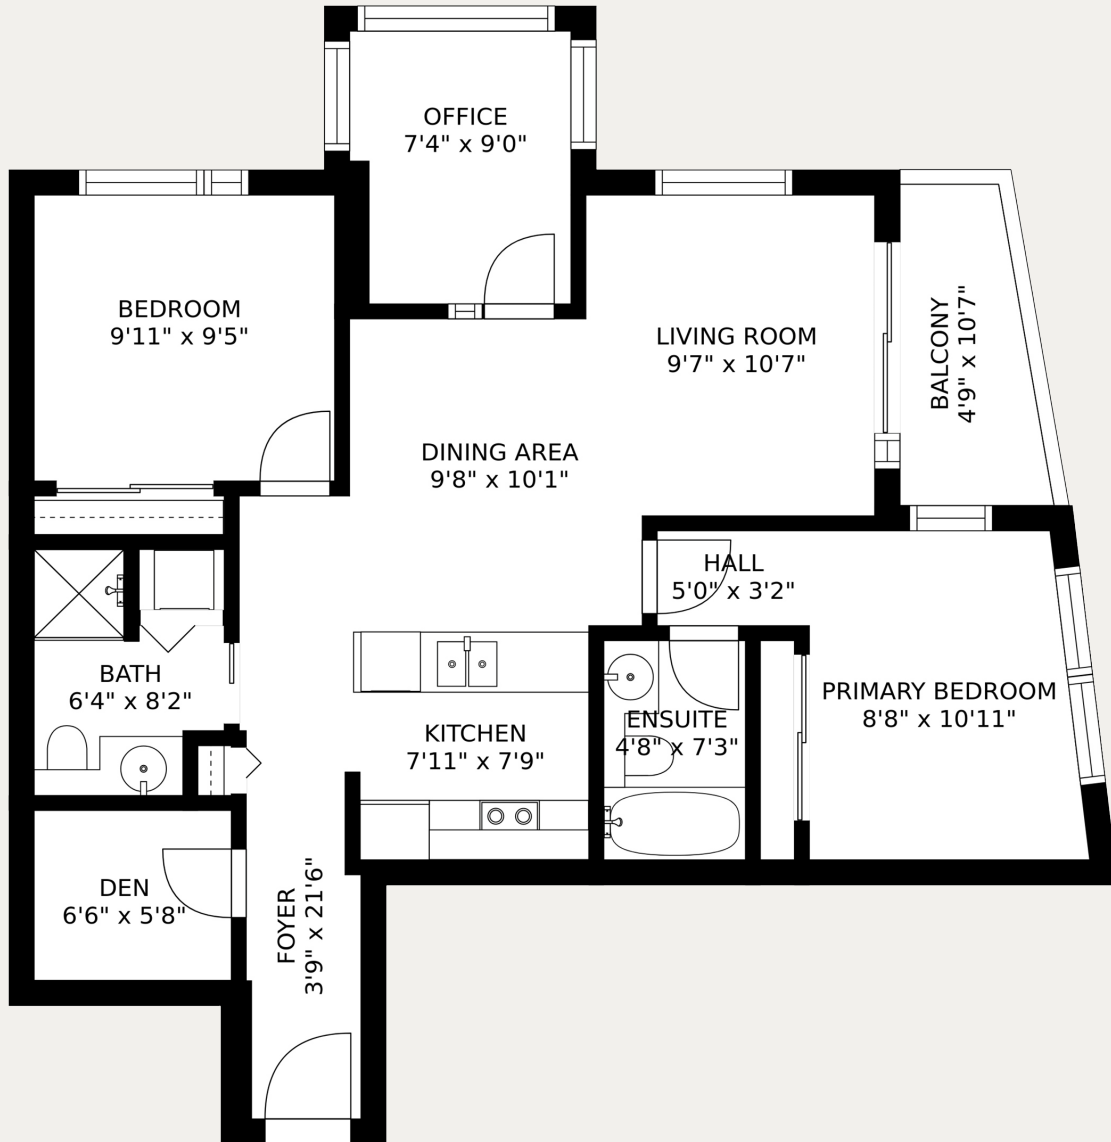 OFFICE
7'4" x 9'0"
BEDROOM
9'11" x 9'5"
LIVING ROOM
9'7" x 10'7"
BALCONY
4'9" x 10'7"
DINING AREA
9'8" x 10'1"
HALL
5'0" x 3'2"
BATH
6'4" x 8'2"
KITCHEN
7'11" x 7'9"
ENSUITE
4'8" x 7'3"
PRIMARY BEDROOM
8'8" x 10'11"
DEN
6'6" x 5'8"
FOYER
3'9" x 21'6"